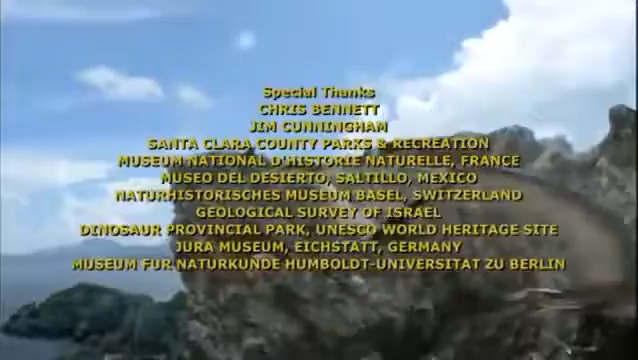 Special Thanks
CHRIS BENNETT
JIM CUNNINGHAM
SANTA CLARA COUNTY PARKS & RECREATION
MUSEUM NATIONAL D'HISTORIE NATURELLE, FRANCE
MUSEO DEL DESIERTO, SALTILLO, MEXICO
NATURHISTORISCHES MUSEUM BASEL, SWITZERLAND
GEOLOGICAL SURVEY OF ISRAEL
DINOSAUR PROVINCIAL PARK, UNESCO WORLD HERITAGE SITE
JURA MUSEUM, EICHSTATT, GERMANY
MUSEUM FUR NATURKUNDE HUMBOLDT-UNIVERSITAT ZU BERLIN